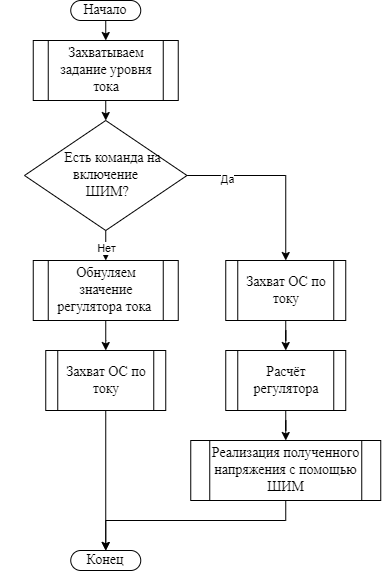 Начало
Захватываем
задание уровня
тока
Есть команда на
включение
ШИМ?
Да
Нет
Обнуляем
значение
регулятора тока
Захват ОС по
току
Захват ОС по
току
Расчёт
регулятора
Реализация полученного
напряжения с помощью
ШИМ
Конец